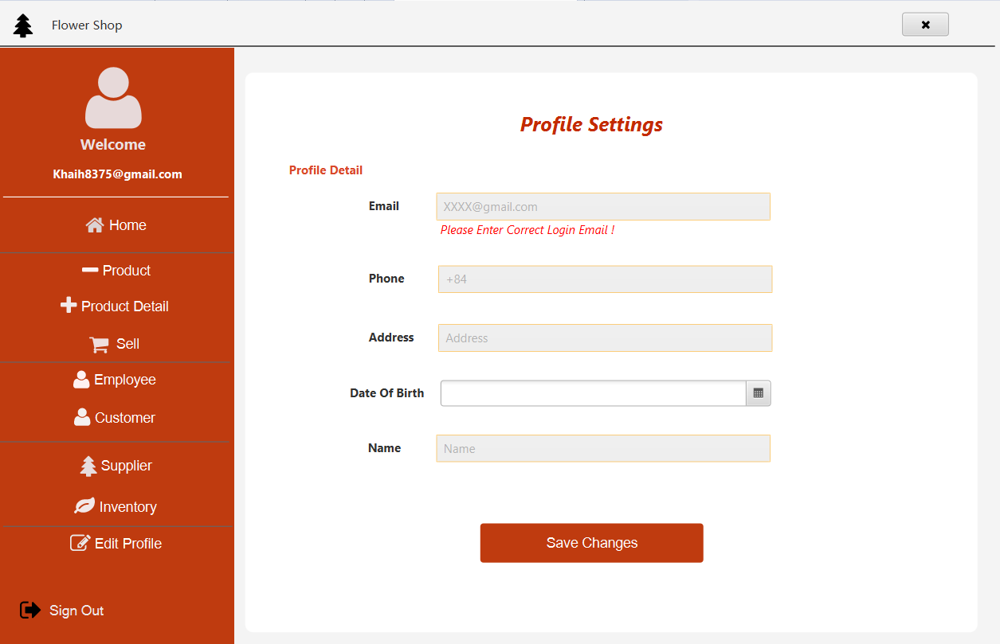 Flower Shop
Welcome
Khaih8375@gmail.com
Home
Product
Product Detail
Sell
Employee
Customer
Supplier
Inventory
Edit Profile
Sign Out
Profile Settings
Profile Detail
Email
XXXX@gmail.com
Please Enter Correct Login Email !
Phone
+84
Address
Address
Date Of Birth
Name
Name
Save Changes